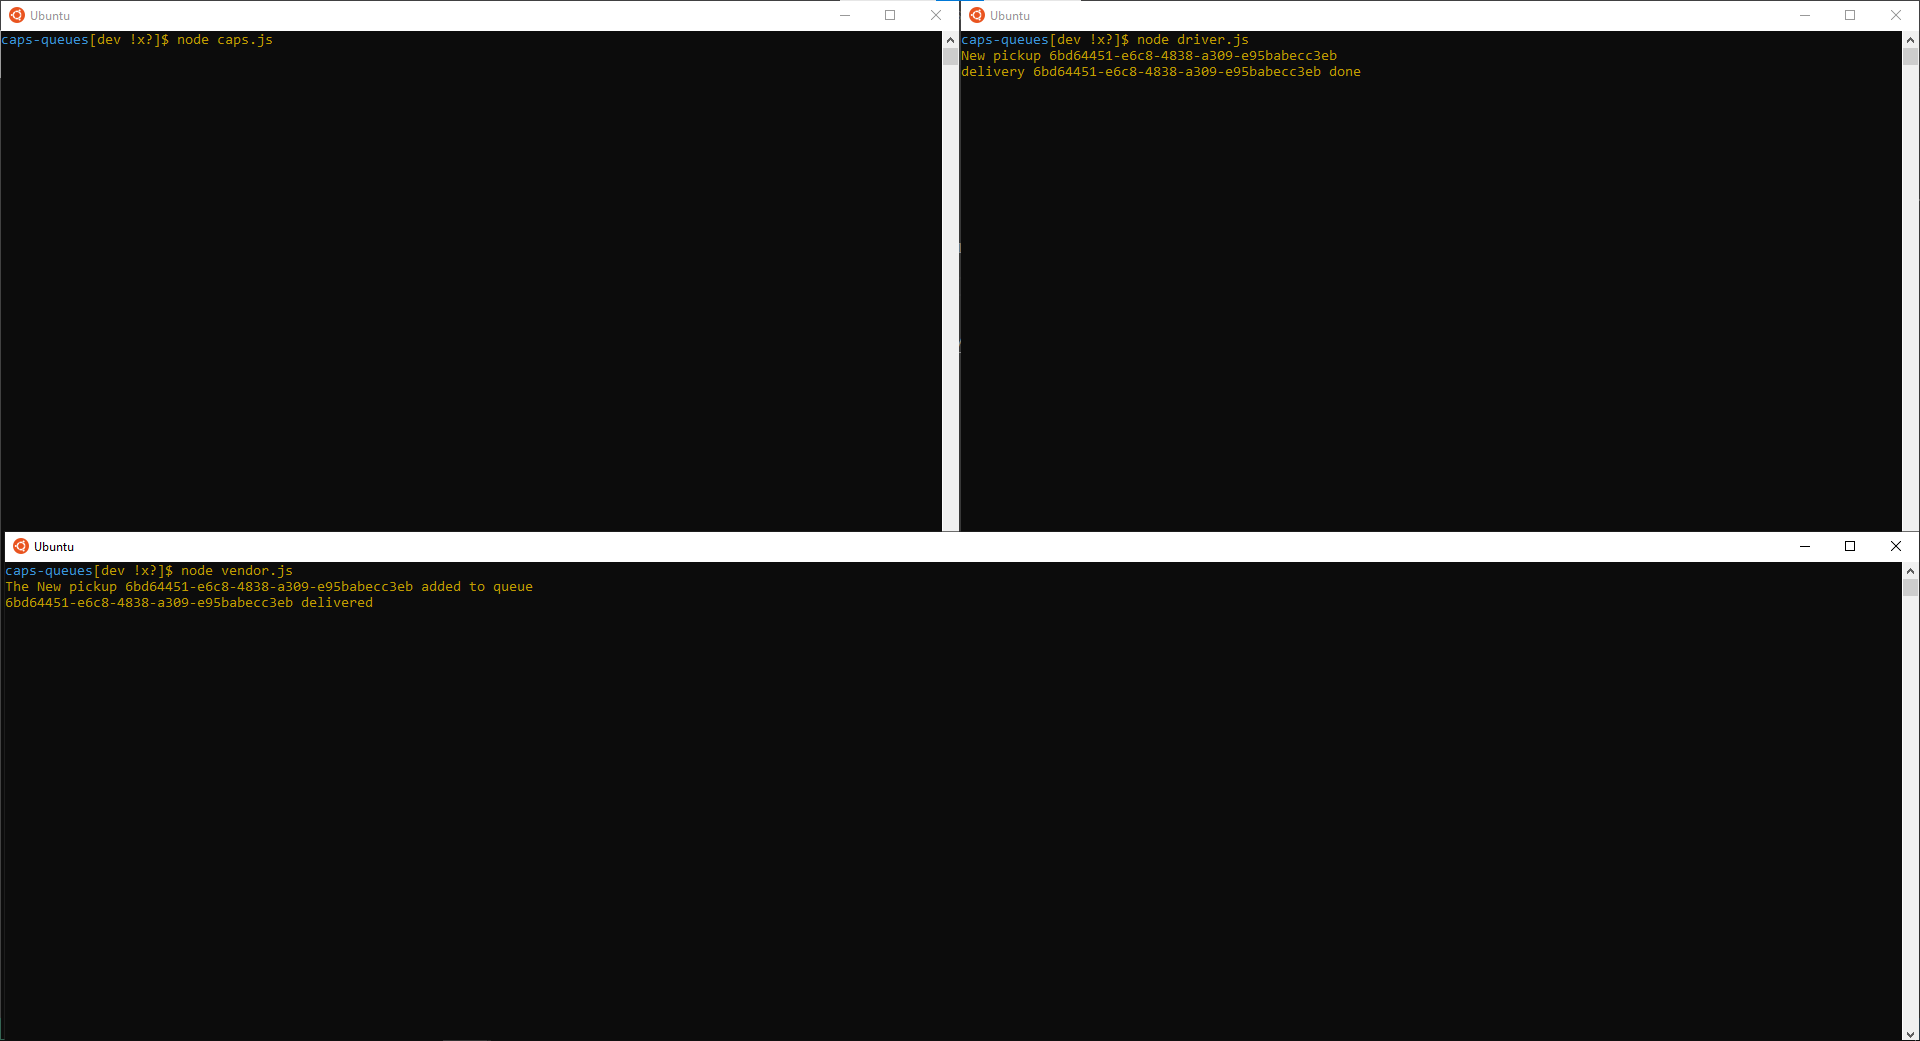 Ubuntu
caps-queues[dev !x?]$ node caps.js
Ubuntu
caps-queues[dev !x?]$ node driver.js
New pickup 6bd64451-e6c8-4838-a309-e95babecc3eb
delivery 6bd64451-e6c8-4838-a309-e95babecc3eb done
Ubuntu
caps-queues[dev !x?]$ node vendor.js
The New pickup 6bd64451-e6c8-4838-a309-e95babecc3eb added to queue
6bd64451-e6c8-4838-a309-e95babecc3eb delivered